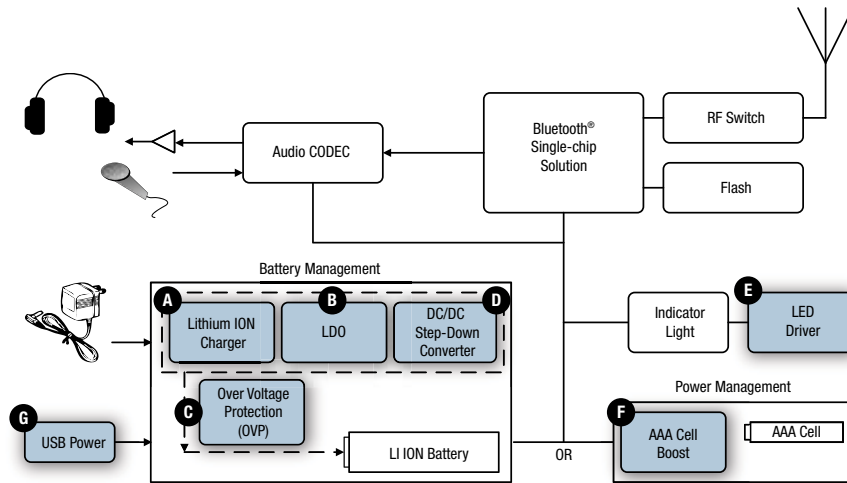 Audio CODEC
Bluetooth®
Single-chip
Solution
RF Switch
Flash
Battery Management
A
Lithium ION
Charger
B
LDO
D
DC/DC
Step-Down
Converter
E
Indicator
Light
LED
Driver
C
Over Voltage
Protection
(OVP)
G
USB Power
LI ION Battery
OR
Power Management
F
AAA Cell
Boost
AAA Cell